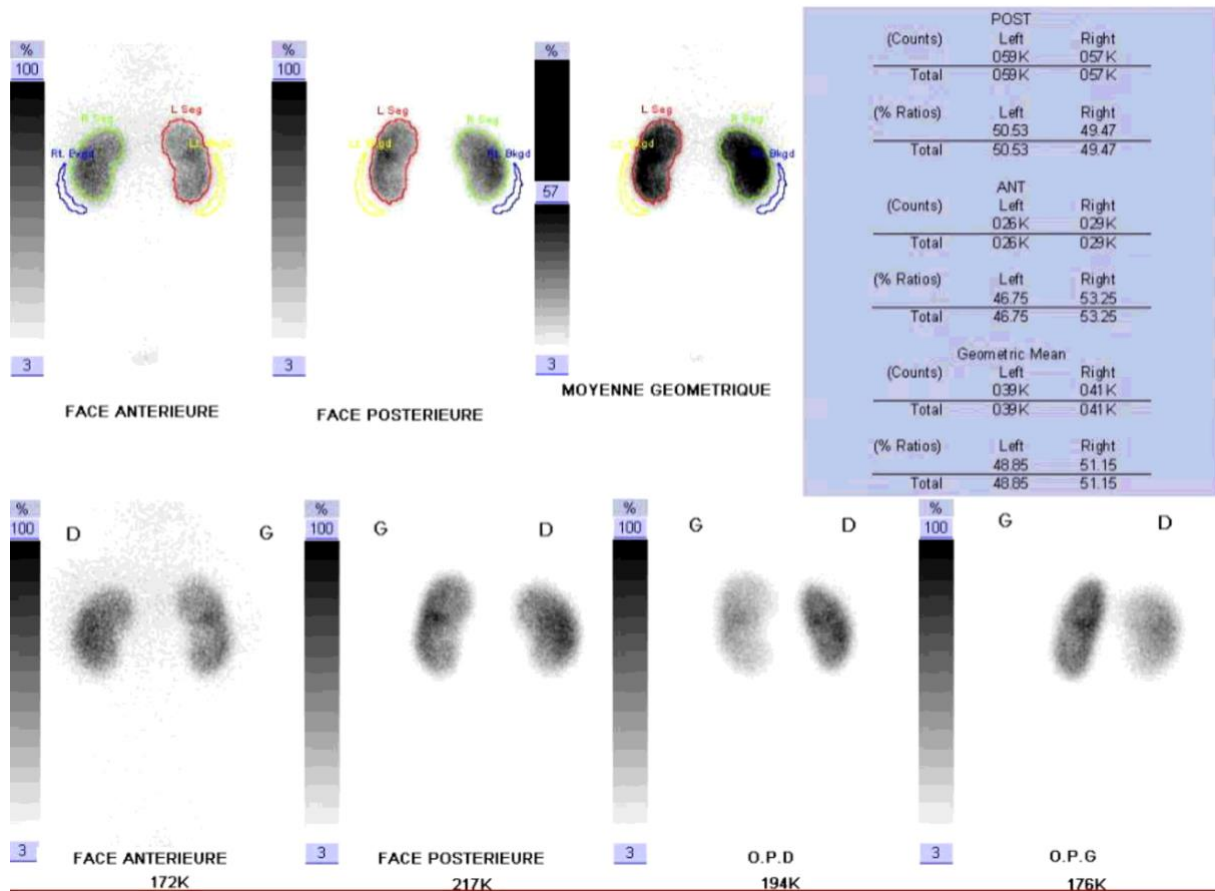 %
100
3
R Seg
L Seg
Rt. Bkgd
FACE ANTERIEURE
%
100
3
L Seg
R Seg
FACE POSTERIEURE
%
57
3
L Seg
R Seg
MOYENNE GEOMETRIQUE
POST
(Counts) Left Right
059K 057K
Total 059K 057K
(% Ratios) Left Right
50.53 49.47
Total 50.53 49.47
ANT
(Counts) Left Right
026K 029K
Total 026K 029K
(% Ratios) Left Right
46.75 53.25
Total 46.75 53.25
Geometric Mean
(Counts) Left Right
039K 041K
Total 039K 041K
(% Ratios) Left Right
48.85 51.15
Total 48.85 51.15
%
100
D G
3
FACE ANTERIEURE
172K
%
100
G D
3
FACE POSTERIEURE
217K
%
100
G D
3
O.P.D
194K
%
100
G D
3
O.P.G
176K